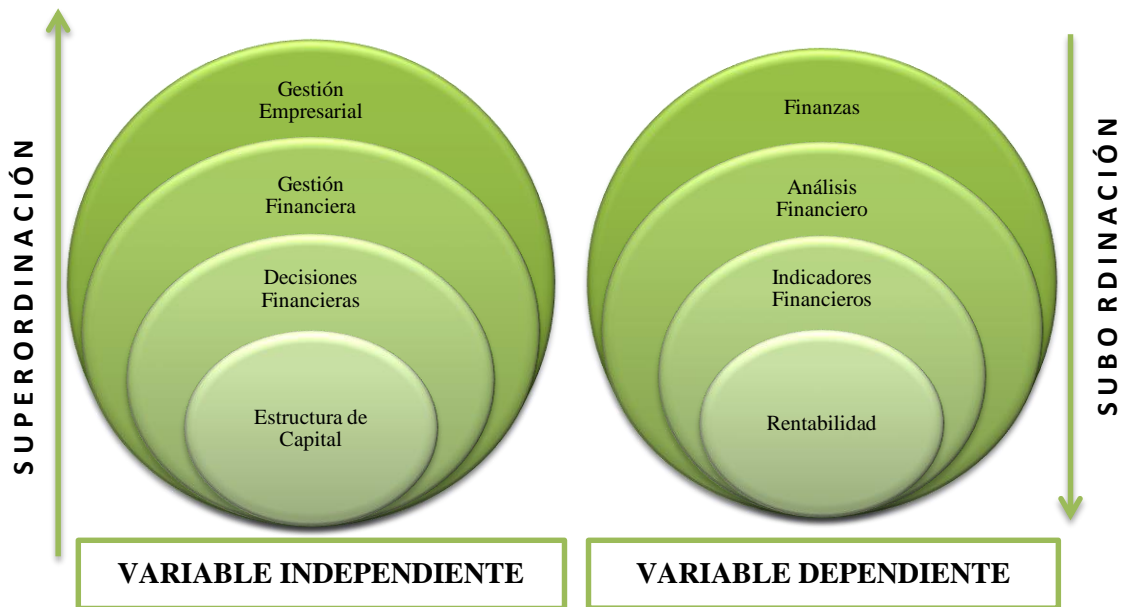 SUPERORDINACIÓN
Gestión
Empresarial
Gestión
Financiera
Decisiones
Financieras
Estructura de
Capital
Finanzas
Análisis
Financiero
Indicadores
Financieros
Rentabilidad
SUBO RDINACIÓN
VARIABLE INDEPENDIENTE
VARIABLE DEPENDIENTE